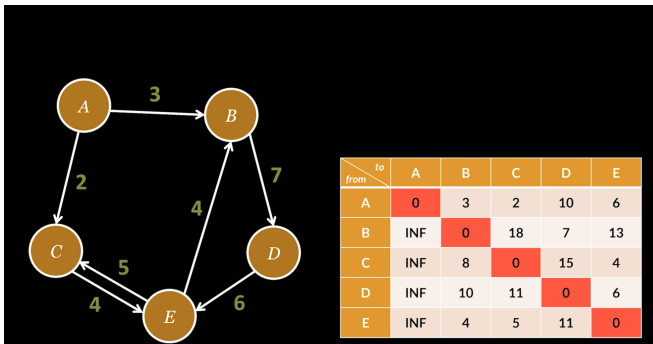 3
A
B
2
7
4
C
5
D
4
6
E
to
from
A B C D E
A 0 3 2 10 6
B INF 0 18 7 13
C INF 8 0 15 4
D INF 10 11 0 6
E INF 4 5 11 0